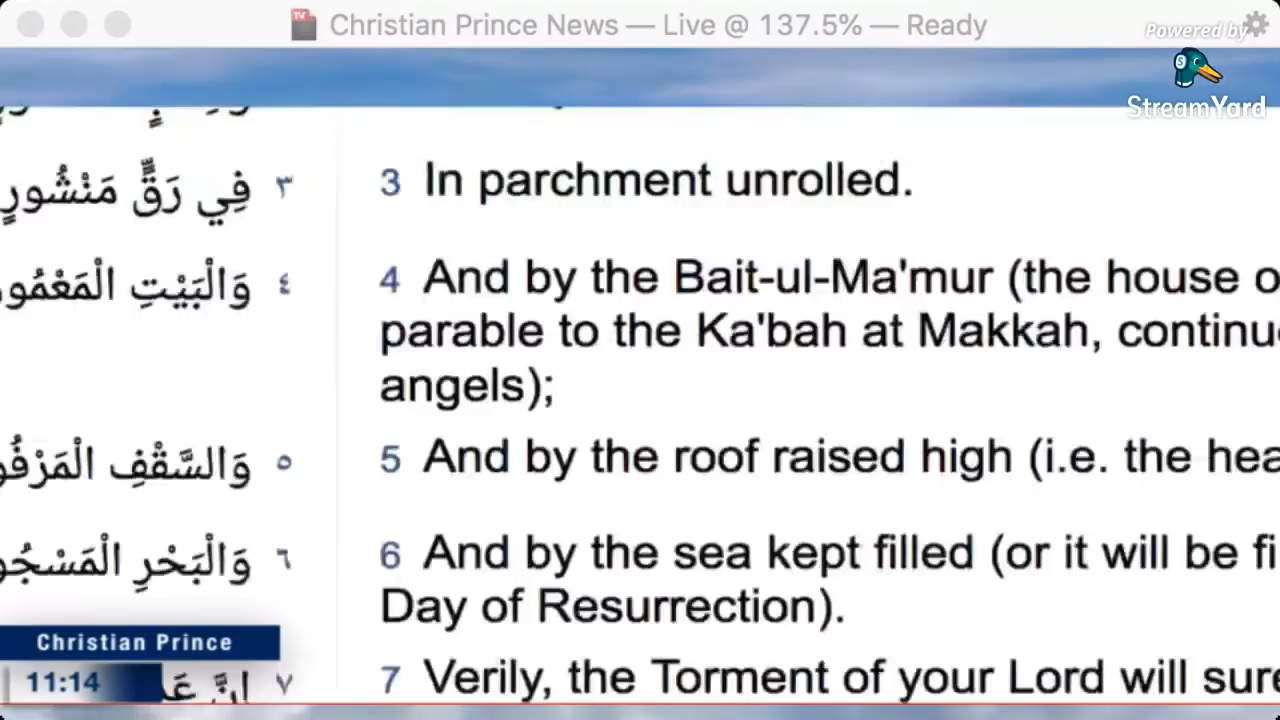 Christian Prince News — Live @ 137.5% — Ready
Powered by
StreamYard
فِي رَقٍّ مَنْشُورٍ ٣
3 In parchment unrolled.
وَالْبَيْتِ ٤
4 And by the Bait-ul-Ma'mur (the house o
parable to the Ka'bah at Makkah, continu
angels);
وَالسَّقْفِ ٥
5 And by the roof raised high (i.e. the hea
وَالْبَحْرِ ٦
6 And by the sea kept filled (or it will be fi
Day of Resurrection).
٧
7 Verily, the Torment of your Lord will sure
Christian Prince
11:14